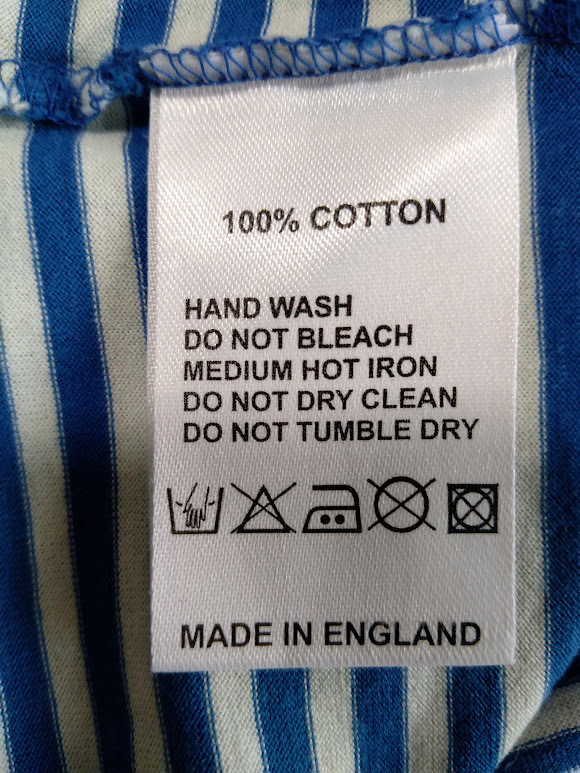 100% COTTON
HAND WASH
DO NOT BLEACH
MEDIUM HOT IRON
DO NOT DRY CLEAN
DO NOT TUMBLE DRY
MADE IN ENGLAND